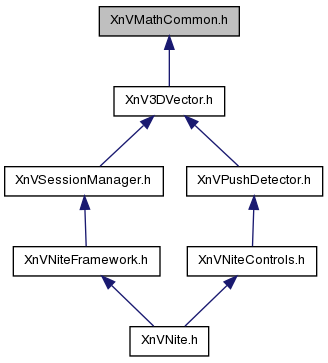 XnVMathCommon.h
XnV3DVector.h
XnVSessionManager.h
XnVPushDetector.h
XnVNiteFramework.h
XnVNiteControls.h
XnVNite.h